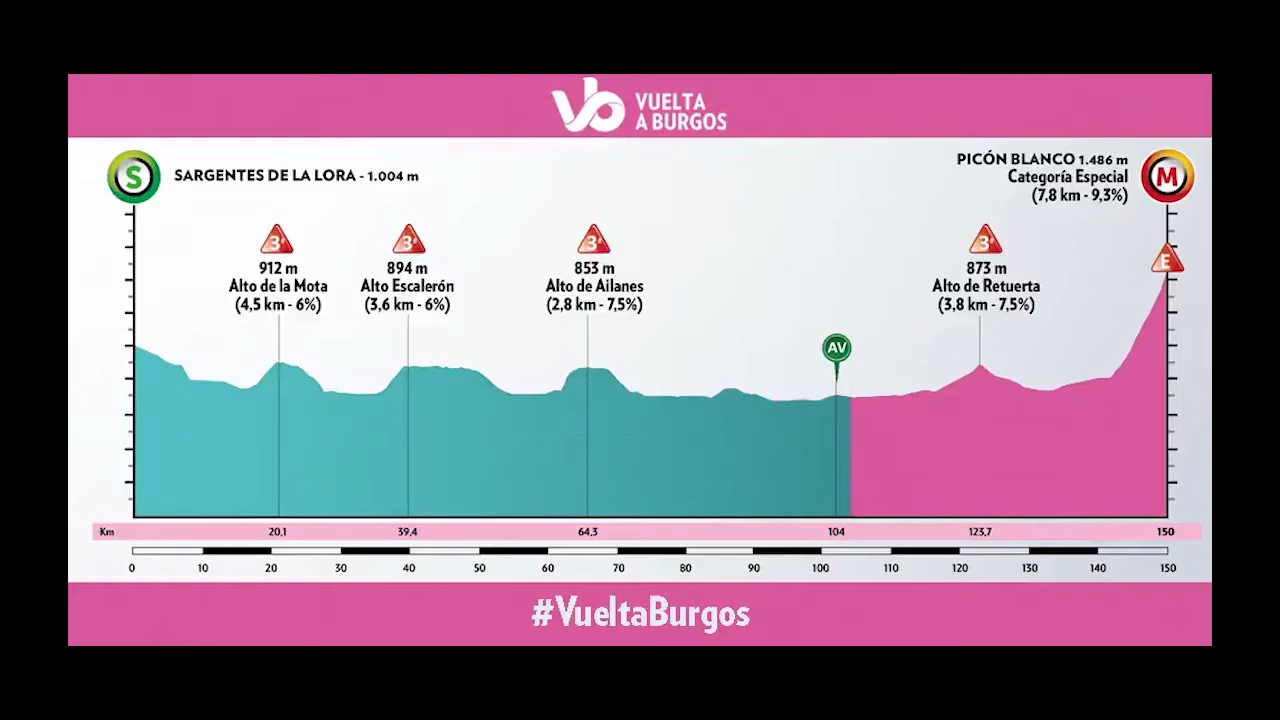 VUELTA
A BURGOS
S
SARGENTES DE LA LORA - 1.004 m
PICÓN BLANCO 1.486 m
Categoría Especial
(7,8 km - 9,3%)
M
3ª
912 m
Alto de la Mota
(4,5 km - 6%)
3ª
894 m
Alto Escalerón
(3,6 km - 6%)
3ª
853 m
Alto de Ailanes
(2,8 km - 7,5%)
3ª
873 m
Alto de Retuerta
(3,8 km - 7,5%)
E
AV
Km 20,1 39,4 64,3 104 123,7 150
0 10 20 30 40 50 60 70 80 90 100 110 120 130 140 150
#VueltaBurgos